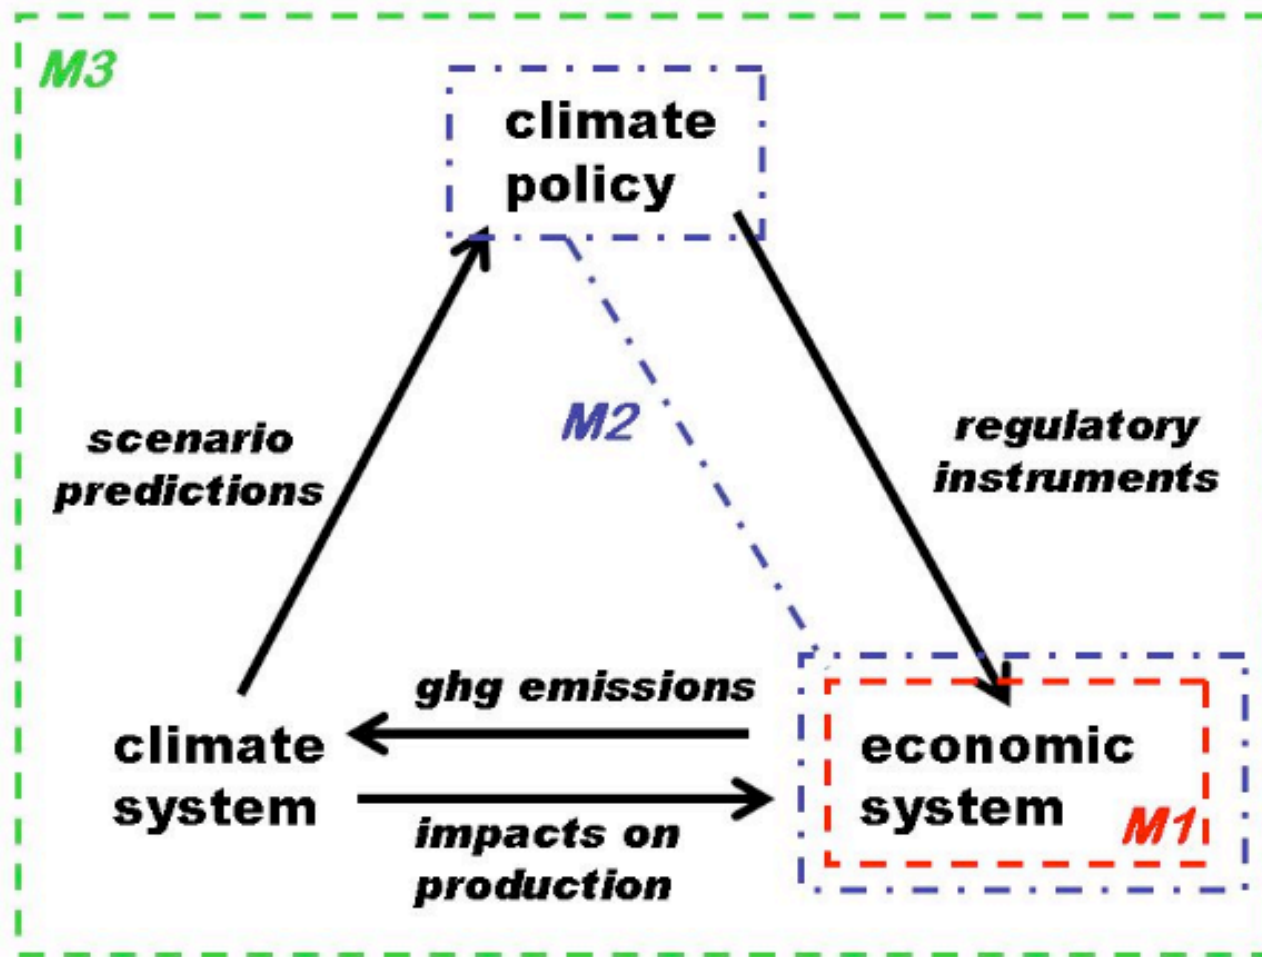 M3
climate
policy
M2
scenario
predictions
regulatory
instruments
ghg emissions
climate
system
impacts on
production
economic
system
M1